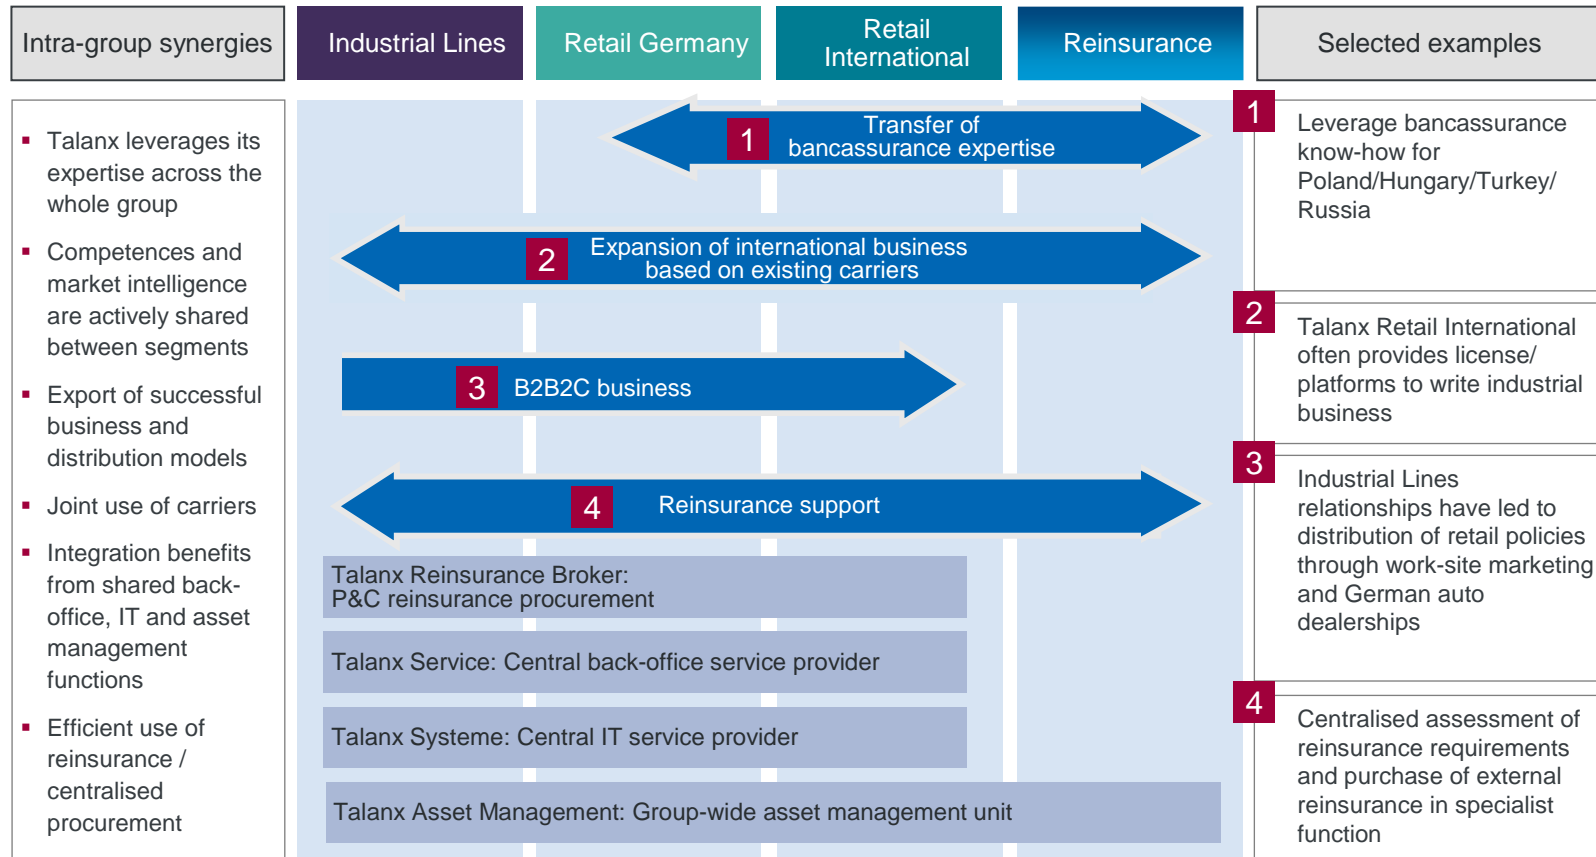 Intra-group synergies
Industrial Lines
Retail Germany
Retail
International
Reinsurance
Selected examples
▪ Talanx leverages its
expertise across the
whole group
▪ Competences and
market intelligence
are actively shared
between segments
▪ Export of successful
business and
distribution models
▪ Joint use of carriers
▪ Integration benefits
from shared back-
office, IT and asset
management
functions
▪ Efficient use of
reinsurance /
centralised
procurement
1
Transfer of
bancassurance expertise
2
Expansion of international business
based on existing carriers
3
B2B2C business
4
Reinsurance support
Talanx Reinsurance Broker:
P&C reinsurance procurement
Talanx Service: Central back-office service provider
Talanx Systeme: Central IT service provider
Talanx Asset Management: Group-wide asset management unit
1
Leverage bancassurance
know-how for
Poland/Hungary/Turkey/
Russia
2
Talanx Retail International
often provides license/
platforms to write industrial
business
3
Industrial Lines
relationships have led to
distribution of retail policies
through work-site marketing
and German auto
dealerships
4
Centralised assessment of
reinsurance requirements
and purchase of external
reinsurance in specialist
function